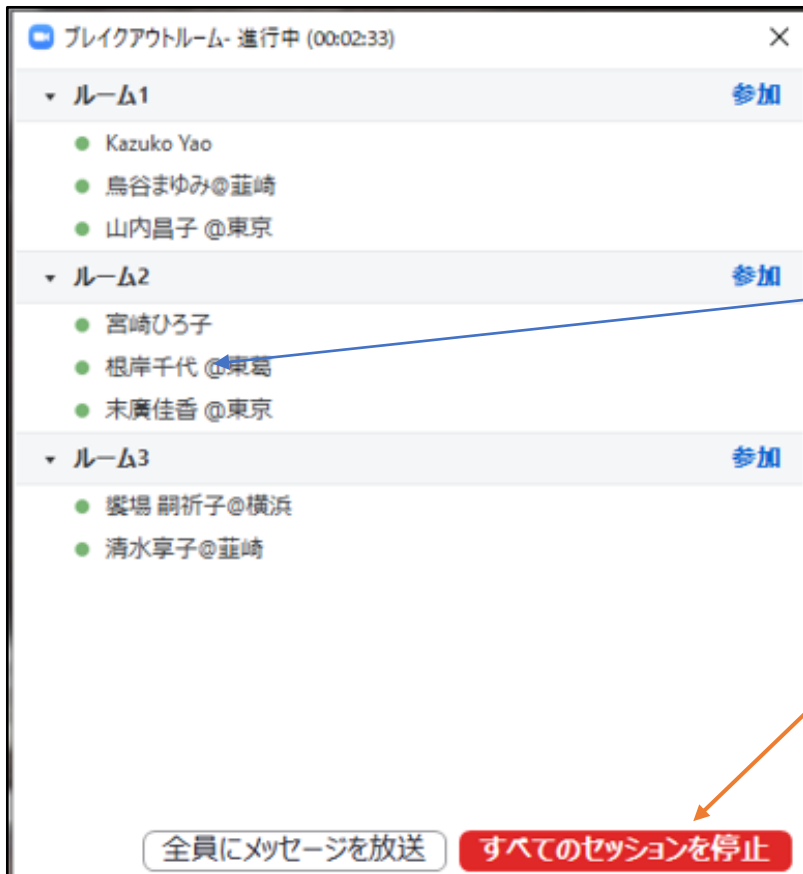 ブレイクアウトルーム- 進行中 (00:02:33)
ルーム1 参加
Kazuko Yao
鳥谷まゆみ@韮崎
山内昌子 @東京
ルーム2 参加
宮崎ひろ子
根岸千代 @東葛
末廣佳香 @東京
ルーム3 参加
饗場 嗣祈子@横浜
清水享子@韮崎
全員にメッセージを放送 すべてのセッションを停止